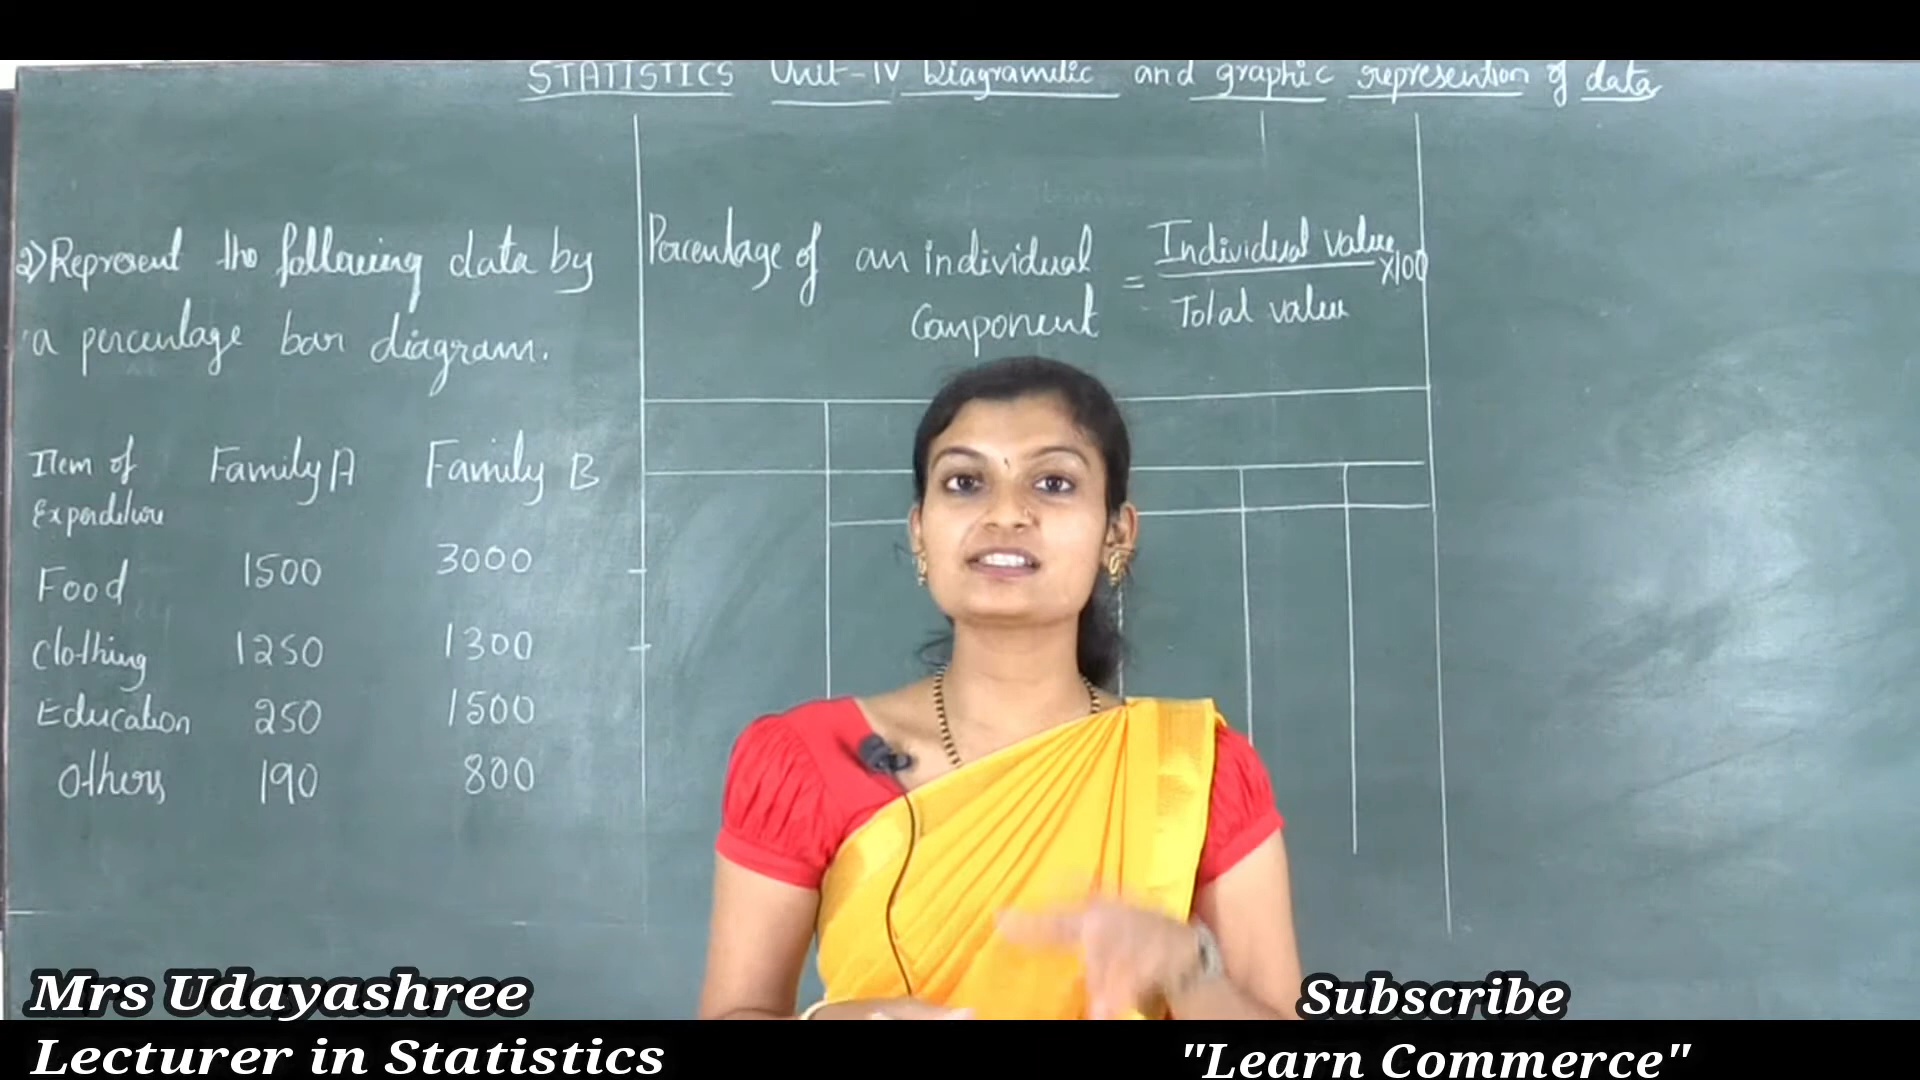 STATISTICS Unit-IV Diagramatic and graphic represention of data
2) Represent the following data by
a percentage bar diagram.
Item of Expenditure Family A Family B
Food 1500 3000
Clothing 1250 1300
Education 250 1500
Others 190 800
Percentage of an individual Component = Individual value / Total value X100
Mrs Udayashree
Lecturer in Statistics
Subscribe
"Learn Commerce"